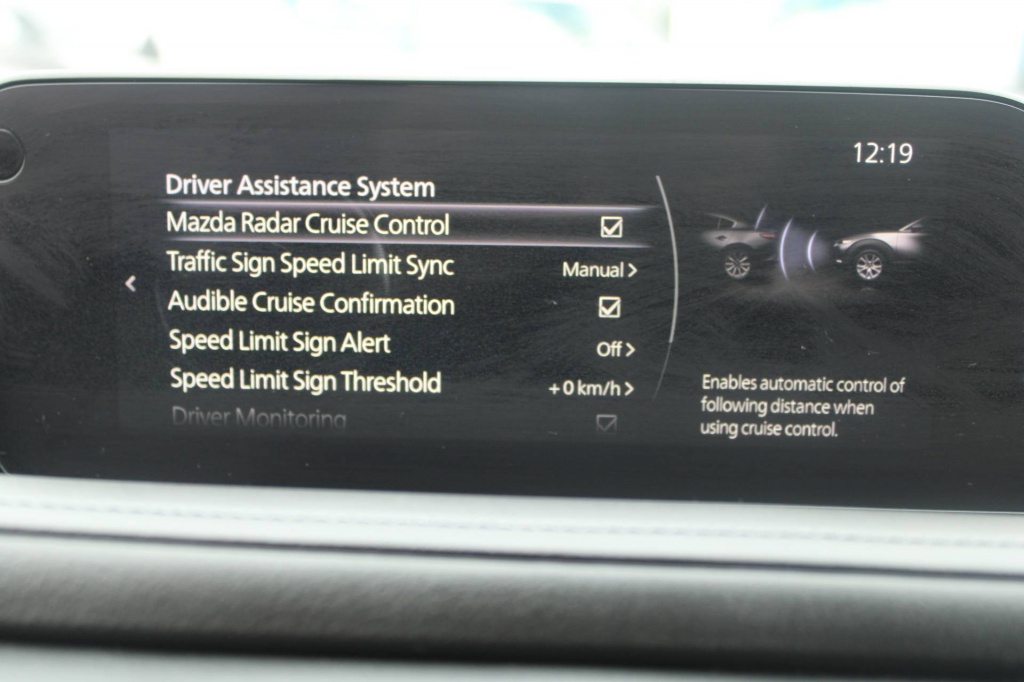 12:19
Driver Assistance System
Mazda Radar Cruise Control
Traffic Sign Speed Limit Sync Manual >
Audible Cruise Confirmation
Speed Limit Sign Alert Off >
Speed Limit Sign Threshold +0 km/h >
Driver Monitoring
Enables automatic control of
following distance when
using cruise control.